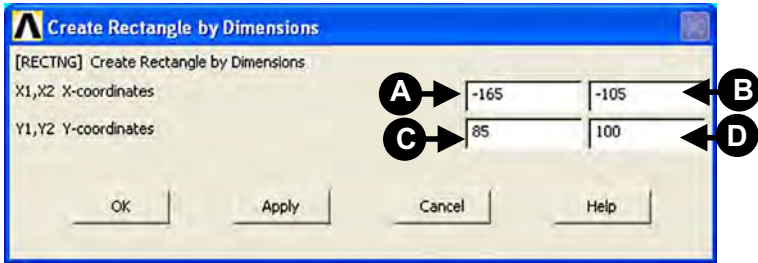 Create Rectangle by Dimensions
[RECTNG] Create Rectangle by Dimensions
X1,X2 X-coordinates A -165 -105 B
Y1,Y2 Y-coordinates C 85 100 D
OK Apply Cancel Help